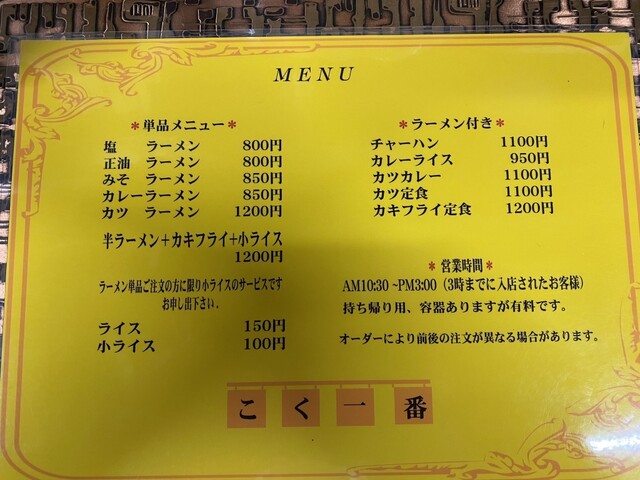 MENU
*単品メニュー*
塩 ラーメン 800円
正油 ラーメン 800円
みそ ラーメン 850円
カレーラーメン 850円
カツ ラーメン 1200円
半ラーメン+カキフライ+小ライス
1200円
ラーメン単品ご注文の方に限り小ライスのサービスです
お申し出下さい.
ライス 150円
小ライス 100円
*ラーメン付き*
チャーハン 1100円
カレーライス 950円
カツカレー 1100円
カツ定食 1100円
カキフライ定食 1200円
*営業時間*
AM10:30 ~PM3:00(3時までに入店されたお客様)
持ち帰り用、容器ありますが有料です。
オーダーにより前後の注文が異なる場合があります。
こく一番